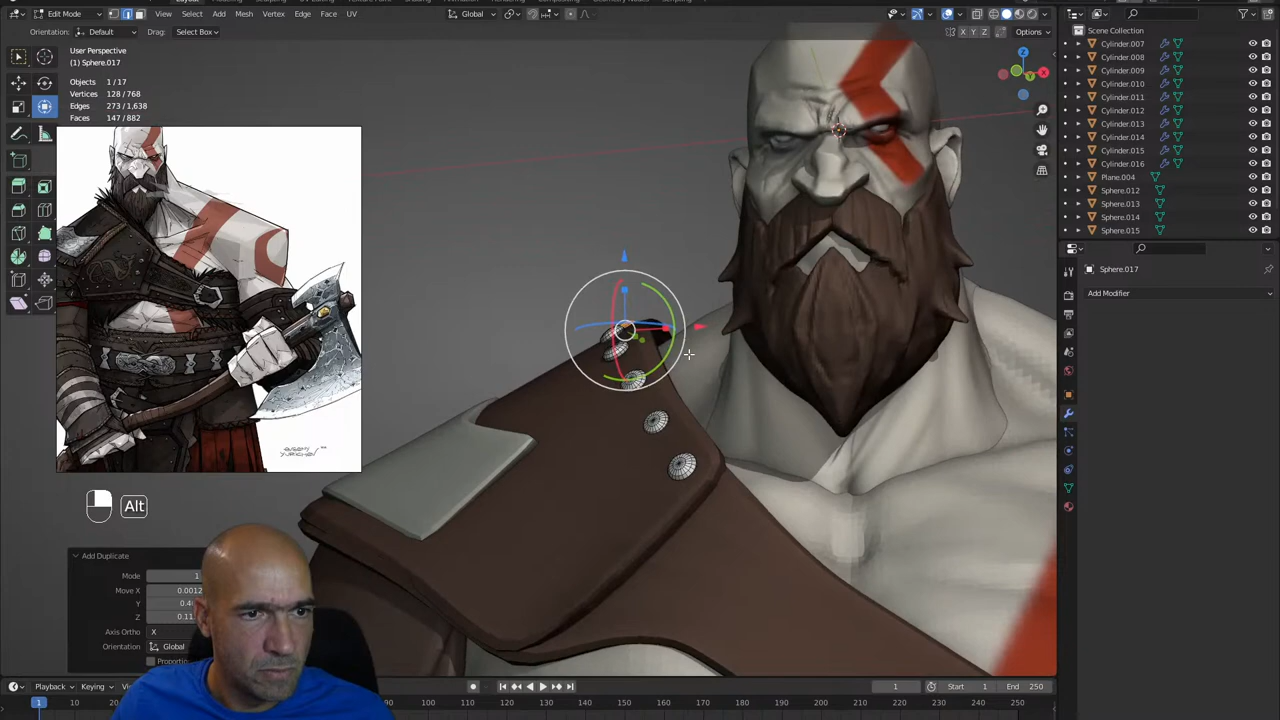 Edit Mode
View Select Add Mesh Vertex Edge Face UV
Global
Orientation: Default Drag: Select Box
X Y Z Options
User Perspective
(1) Sphere.017
Objects 1/17
Vertices 128 / 768
Edges 273 / 1,638
Faces 147 / 882
Scene Collection
Cylinder.007
Cylinder.008
Cylinder.009
Cylinder.010
Cylinder.011
Cylinder.012
Cylinder.013
Cylinder.014
Cylinder.015
Cylinder.016
Plane.004
Sphere.012
Sphere.013
Sphere.014
Sphere.015
Sphere.017
Add Modifier
Alt
Add Duplicate
Mode 1
Move X 0.0012
Y
Z 0.11
Axis Ortho X
Orientation Global
Playback Keying
1 Start 1 End 250
1 10 20 30 100 110 120 130 140 150 160 170 180 190 200 210 220 230 240 250